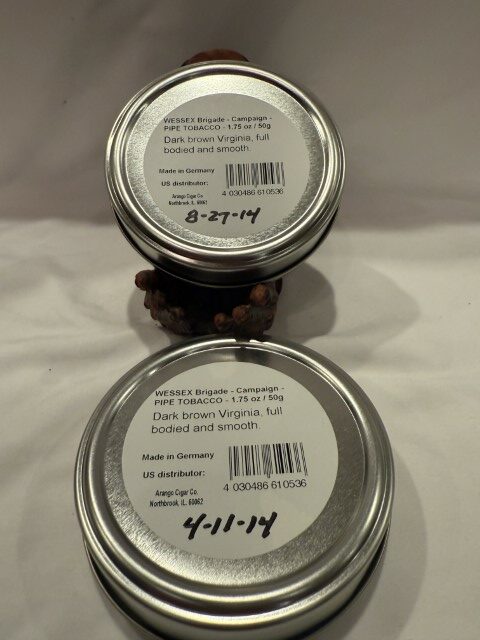 WESSEX Brigade - Campaign -
PIPE TOBACCO - 1.75 oz / 50g
Dark brown Virginia, full
bodied and smooth.
Made in Germany
US distributor:
Arango Cigar Co.
Northbrook, IL. 60062
4 030486 610536
8-27-14
WESSEX Brigade - Campaign -
PIPE TOBACCO - 1.75 oz / 50g
Dark brown Virginia, full
bodied and smooth.
Made in Germany
US distributor:
Arango Cigar Co.
Northbrook, IL. 60062
4 030486 610536
4-11-14